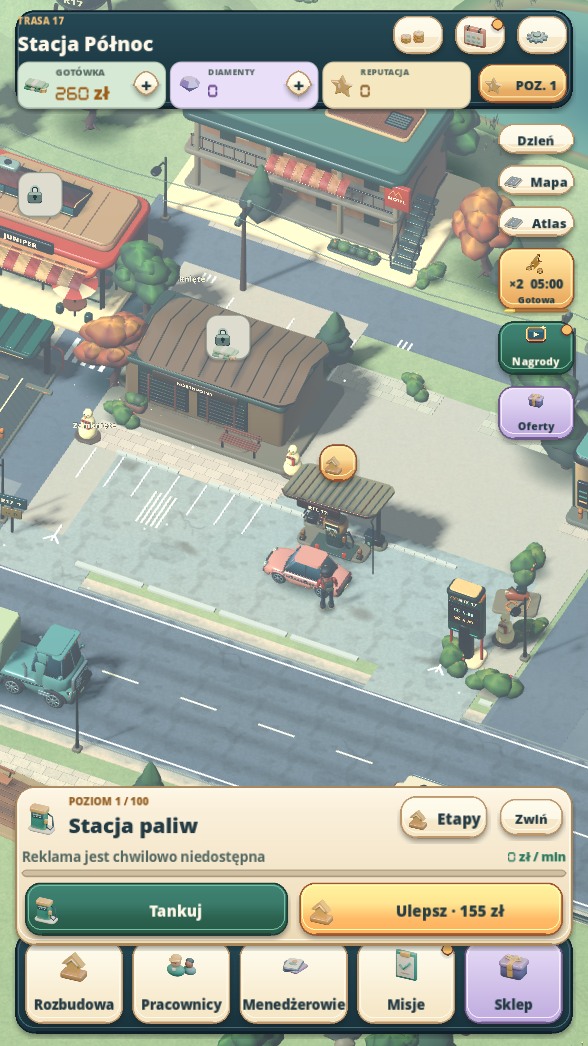 TRASA 17
Stacja Północ
GOTÓWKA
260 zł
DIAMENTY
0
REPUTACJA
0
POZ. 1
Dzień
Mapa
Atlas
×2 05:00
Gotowa
Nagrody
Oferty
MOTEL
JUNIPER
NORTHPOINT
POZIOM 1 / 100
Stacja paliw
Etapy
Zwiń
Reklama jest chwilowo niedostępna
0 zł / min
Tankuj
Ulepsz · 155 zł
Rozbudowa
Pracownicy
Menedżerowie
Misje
Sklep